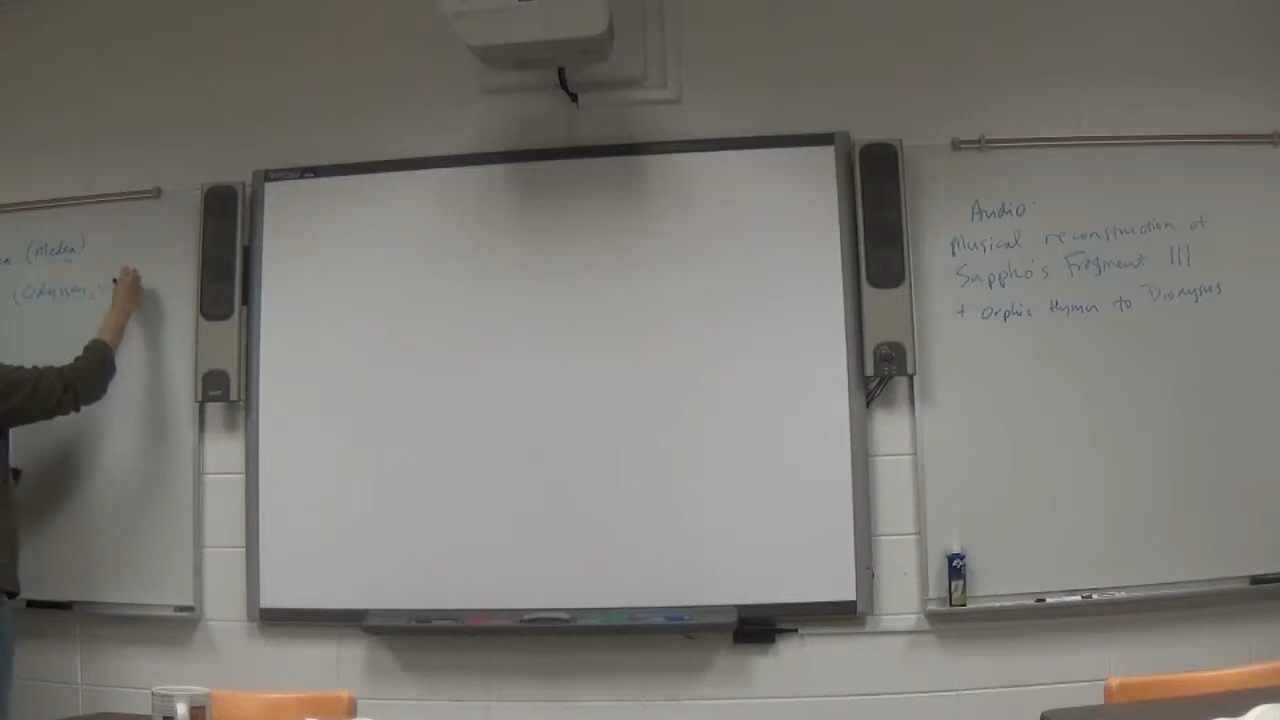 (Medea)
(Odyssey,
Audio:
Musical reconstruction of
Sappho's Fragment 111
+ Orphic Hymn to Dionysus